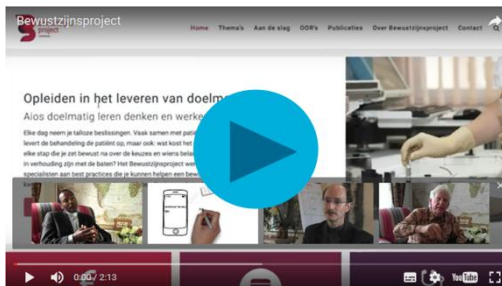 Bewustzijnsproject
project
Home Thema's Aan de slag OOR's Publicaties Over Bewustzijnsproject Contact
Opleiden in het leveren van doelm
Aios doelmatig leren denken en werke
Elke dag neem je talloze beslissingen. Vaak samen met pati
levert de behandeling de patiënt op, maar ook: wat kost het
elke stap die je zet bewust na over de keuzes en wiens bela
in verhouding zijn met de baten? Het Bewustzijnsproject wer
specialisten aan best practices die je kunnen helpen een bew
0:00 / 2:13
YouTube